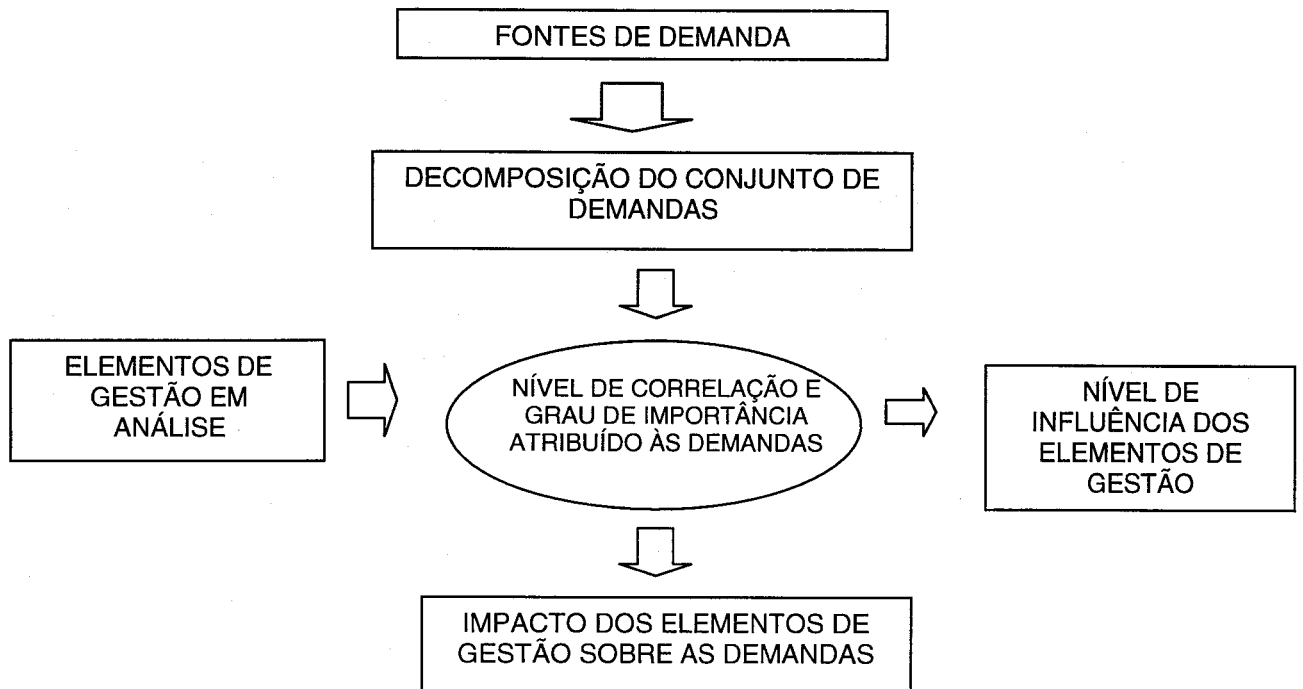 FONTES DE DEMANDA
DECOMPOSIÇÃO DO CONJUNTO DE
DEMANDAS
ELEMENTOS DE
GESTÃO EM
ANÁLISE
NÍVEL DE CORRELAÇÃO E
GRAU DE IMPORTÂNCIA
ATRIBUÍDO ÀS DEMANDAS
NÍVEL DE
INFLUÊNCIA DOS
ELEMENTOS DE
GESTÃO
IMPACTO DOS ELEMENTOS DE
GESTÃO SOBRE AS DEMANDAS